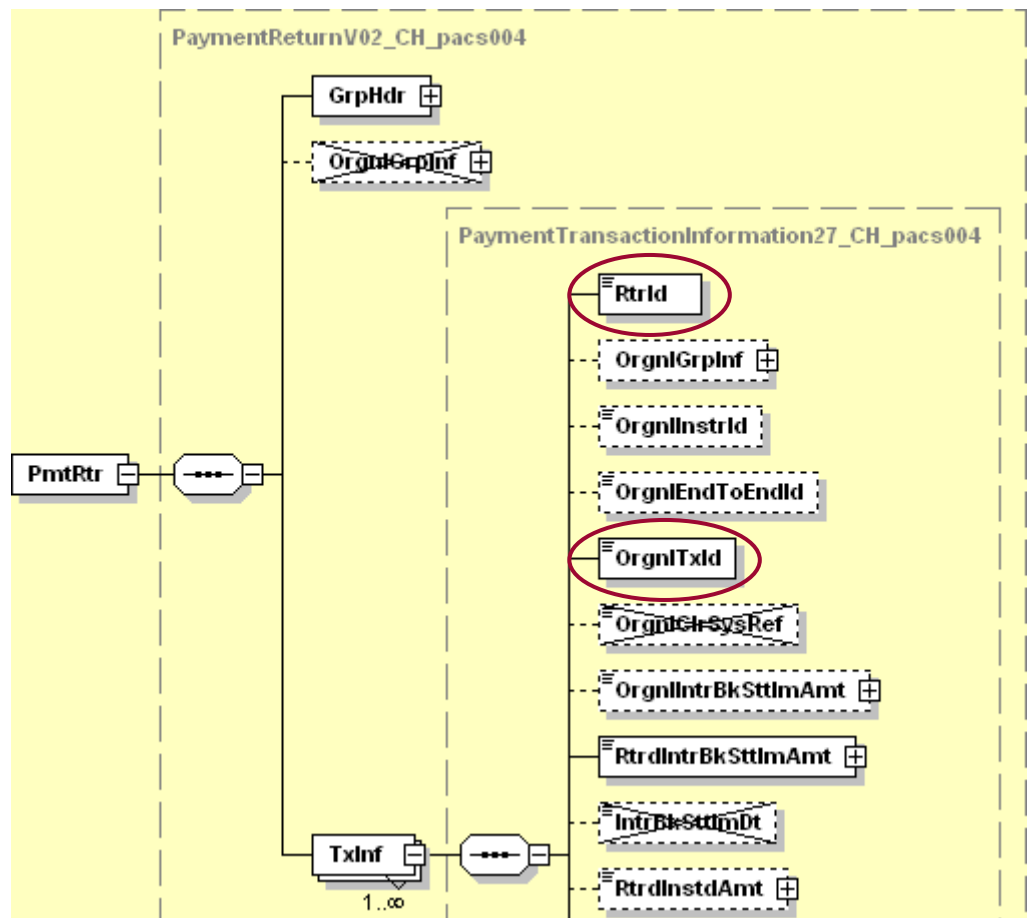 PaymentReturnV02_CH_pacs004
GrpHdr
OrgnlGrpInf
PaymentTransactionInformation27_CH_pacs004
RtrId
OrgnlGrpInf
OrgnlInstrId
OrgnlEndToEndId
PmtRtr
OrgnlTxId
OrgnlClrSysRef
OrgnlIntrBkSttlmAmt
RtrdIntrBkSttlmAmt
IntrBkSttlmDt
TxInf
1..∞
RtrdInstdAmt